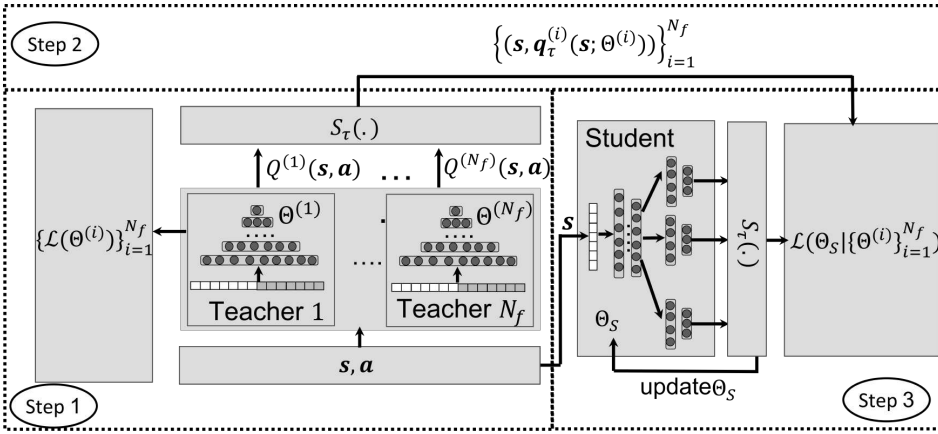 Step 2
{(s, q_τ^(i)(s; Θ^(i)))}_{i=1}^{N_f}
S_τ(.)
Q^(1)(s, a) ... Q^(N_f)(s, a)
{ℒ(Θ^(i))}_{i=1}^{N_f}
Θ^(1)
....
Teacher 1
.
....
Θ^(N_f)
....
Teacher N_f
s, a
Step 1
s
Student
Θ_S
S_τ(.)
ℒ(Θ_S|{Θ^(i)}_{i=1}^{N_f})
updateΘ_S
Step 3